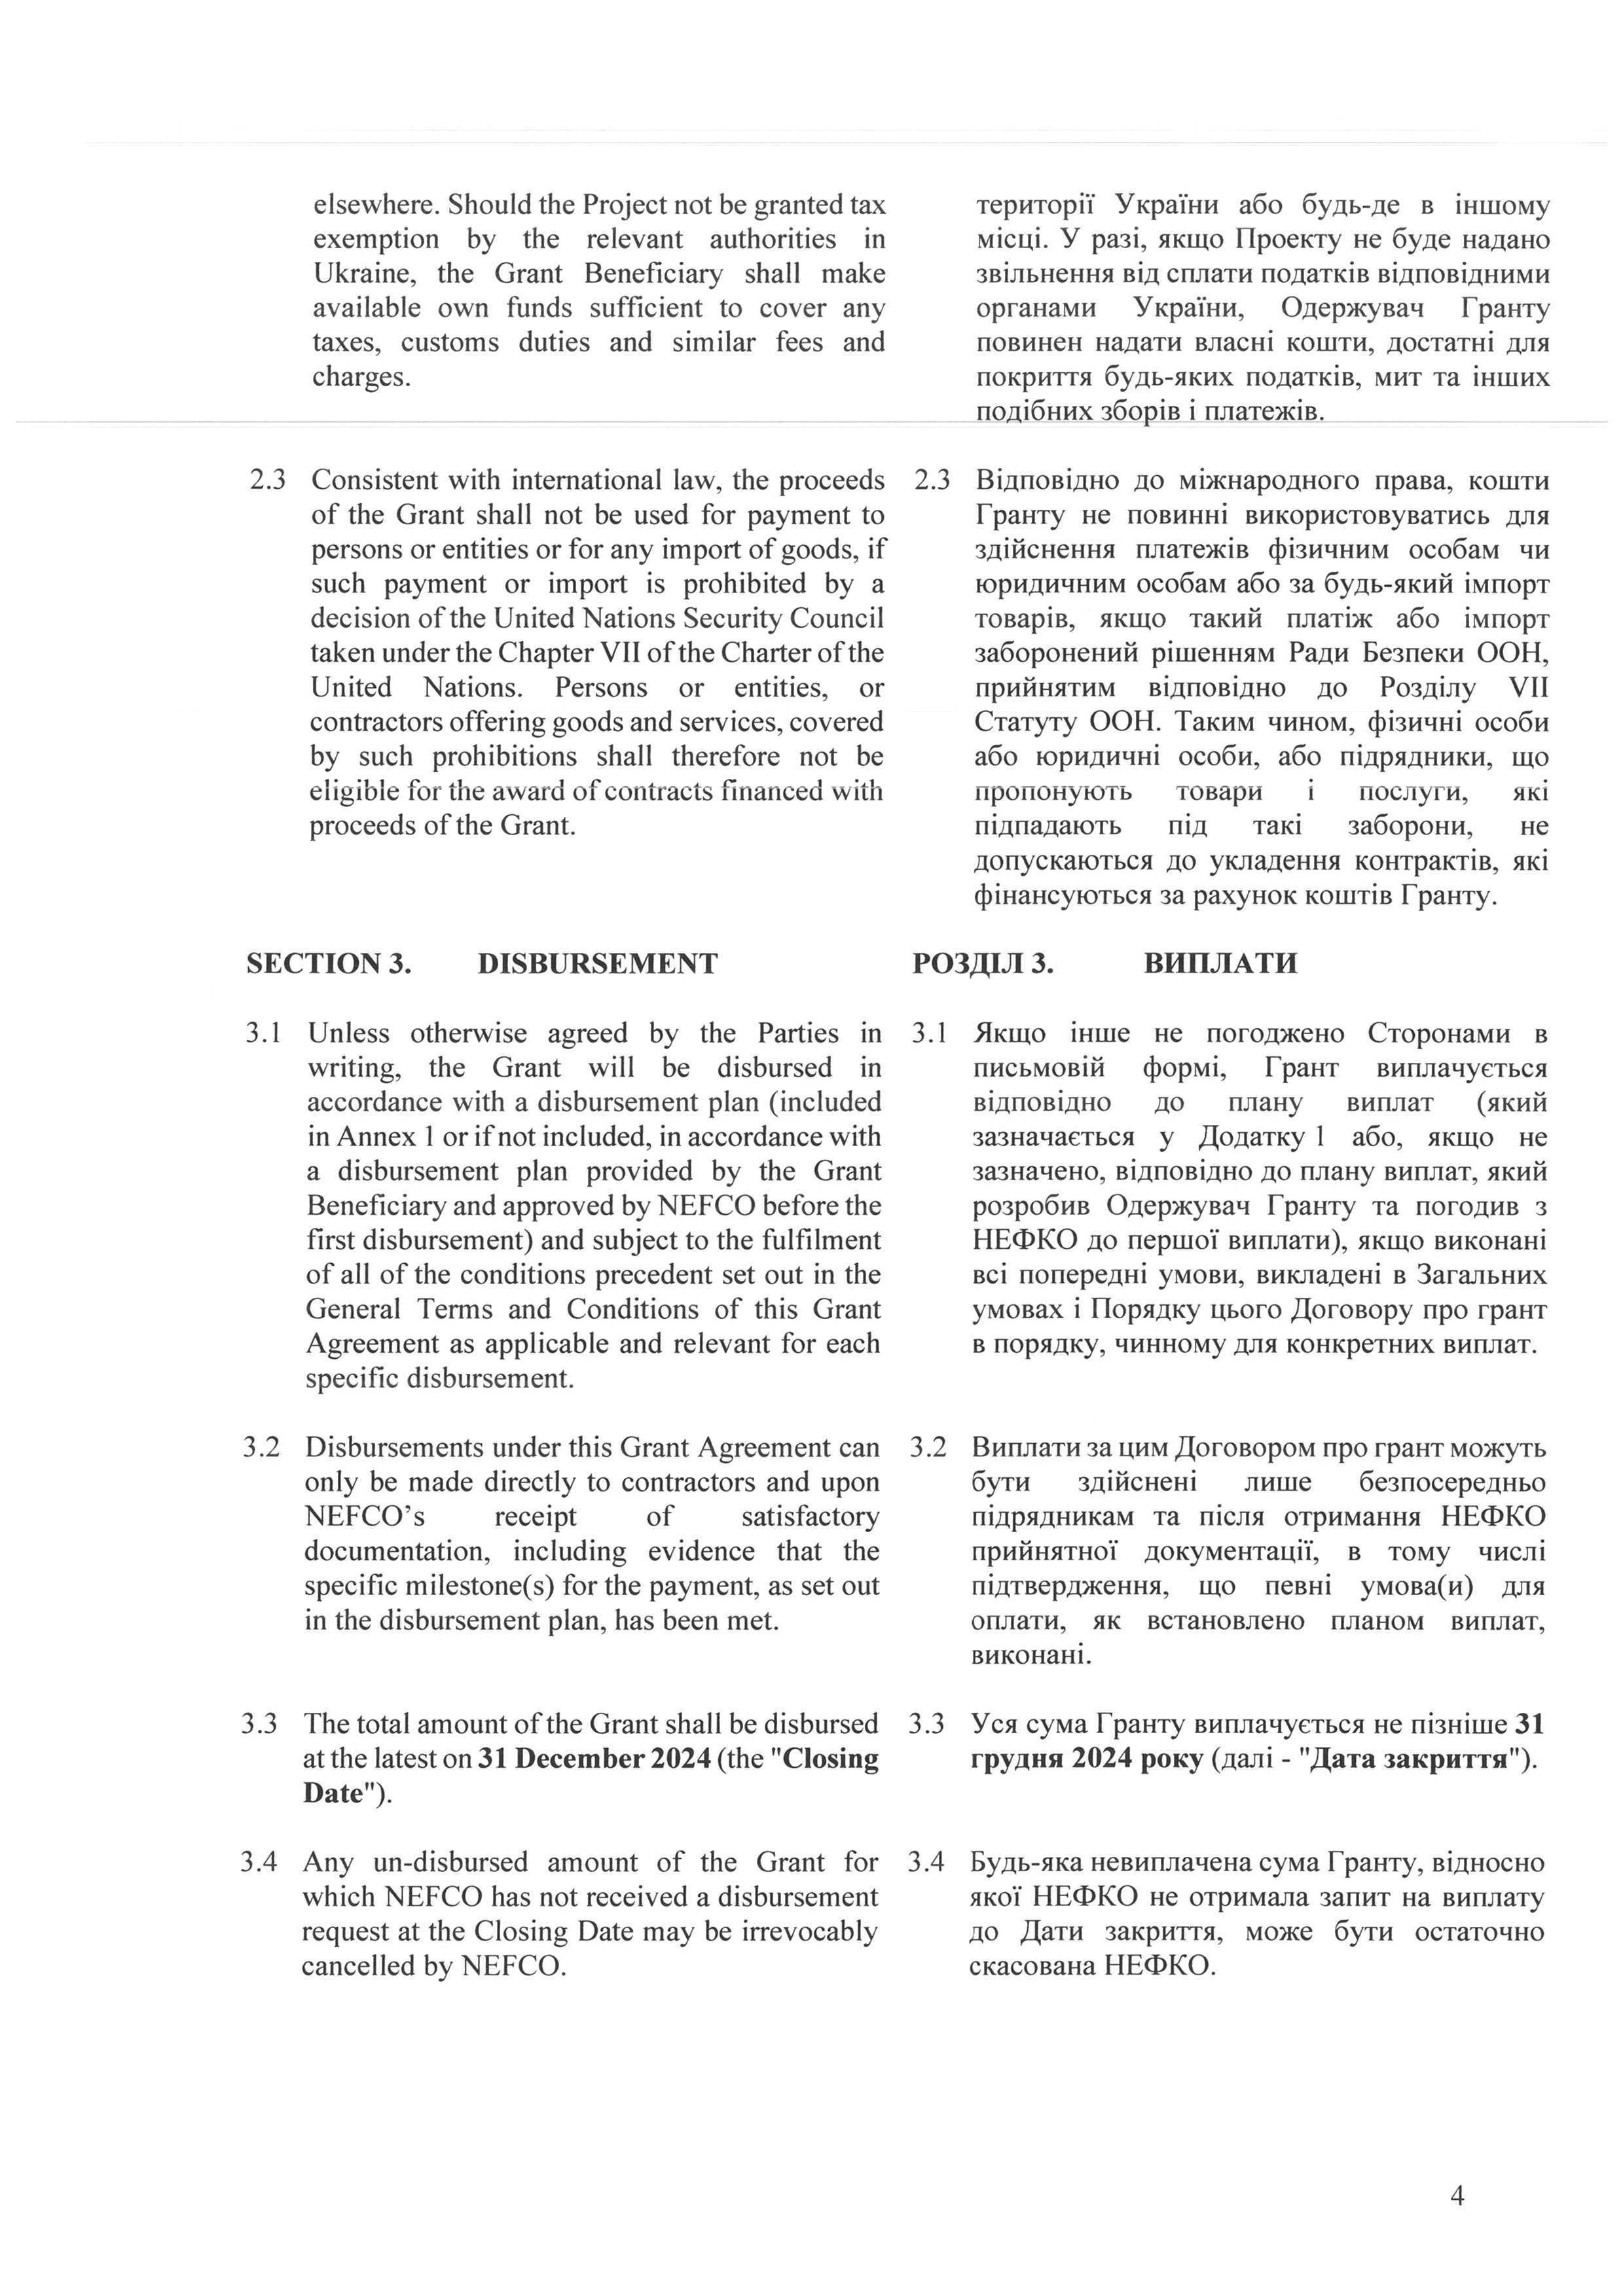 elsewhere. Should the Project not be granted tax
exemption by the relevant authorities in
Ukraine, the Grant Beneficiary shall make
available own funds sufficient to cover any
taxes, customs duties and similar fees and
charges.
території України або будь-де в іншому
місці. У разі, якщо Проекту не буде надано
звільнення від сплати податків відповідними
органами України, Одержувач Гранту
повинен надати власні кошти, достатні для
покриття будь-яких податків, мит та інших
подібних зборів і платежів.
2.3 Consistent with international law, the proceeds
of the Grant shall not be used for payment to
persons or entities or for any import of goods, if
such payment or import is prohibited by a
decision of the United Nations Security Council
taken under the Chapter VII of the Charter of the
United Nations. Persons or entities, or
contractors offering goods and services, covered
by such prohibitions shall therefore not be
eligible for the award of contracts financed with
proceeds of the Grant.
2.3 Відповідно до міжнародного права, кошти
Гранту не повинні використовуватись для
здійснення платежів фізичним особам чи
юридичним особам або за будь-який імпорт
товарів, якщо такий платіж або імпорт
заборонений рішенням Ради Безпеки ООН,
прийнятим відповідно до Розділу VII
Статуту ООН. Таким чином, фізичні особи
або юридичні особи, або підрядники, що
пропонують товари і послуги, які
підпадають під такі заборони, не
допускаються до укладення контрактів, які
фінансуються за рахунок коштів Гранту.
SECTION 3. DISBURSEMENT
РОЗДІЛ 3. ВИПЛАТИ
3.1 Unless otherwise agreed by the Parties in
writing, the Grant will be disbursed in
accordance with a disbursement plan (included
in Annex 1 or if not included, in accordance with
a disbursement plan provided by the Grant
Beneficiary and approved by NEFCO before the
first disbursement) and subject to the fulfilment
of all of the conditions precedent set out in the
General Terms and Conditions of this Grant
Agreement as applicable and relevant for each
specific disbursement.
3.1 Якщо інше не погоджено Сторонами в
письмовій формі, Грант виплачується
відповідно до плану виплат (який
зазначається у Додатку 1 або, якщо не
зазначено, відповідно до плану виплат, який
розробив Одержувач Гранту та погодив з
НЕФКО до першої виплати), якщо виконані
всі попередні умови, викладені в Загальних
умовах і Порядку цього Договору про грант
в порядку, чинному для конкретних виплат.
3.2 Disbursements under this Grant Agreement can
only be made directly to contractors and upon
NEFCO’s receipt of satisfactory
documentation, including evidence that the
specific milestone(s) for the payment, as set out
in the disbursement plan, has been met.
3.2 Виплати за цим Договором про грант можуть
бути здійснені лише безпосередньо
підрядникам та після отримання НЕФКО
прийнятної документації, в тому числі
підтвердження, що певні умова(и) для
оплати, як встановлено планом виплат,
виконані.
3.3 The total amount of the Grant shall be disbursed
at the latest on 31 December 2024 (the "Closing
Date").
3.3 Уся сума Гранту виплачується не пізніше 31
грудня 2024 року (далі - "Дата закриття").
3.4 Any un-disbursed amount of the Grant for
which NEFCO has not received a disbursement
request at the Closing Date may be irrevocably
cancelled by NEFCO.
3.4 Будь-яка невиплачена сума Гранту, відносно
якої НЕФКО не отримала запит на виплату
до Дати закриття, може бути остаточно
скасована НЕФКО.
4